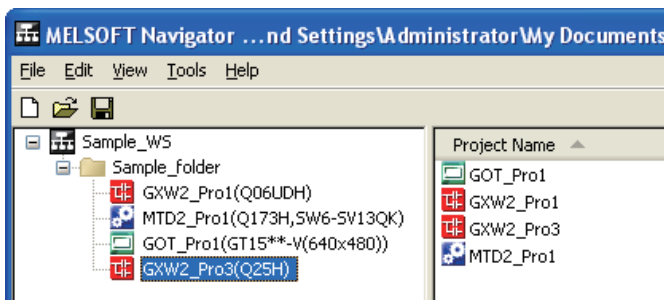 MELSOFT Navigator ...nd Settings\Administrator\My Documents
File Edit View Tools Help
Sample_WS
Sample_folder
GXW2_Pro1(Q06UDH)
MTD2_Pro1(Q173H,SW6-SV13QK)
GOT_Pro1(GT15**-V(640x480))
GXW2_Pro3(Q25H)
Project Name
GOT_Pro1
GXW2_Pro1
GXW2_Pro3
MTD2_Pro1